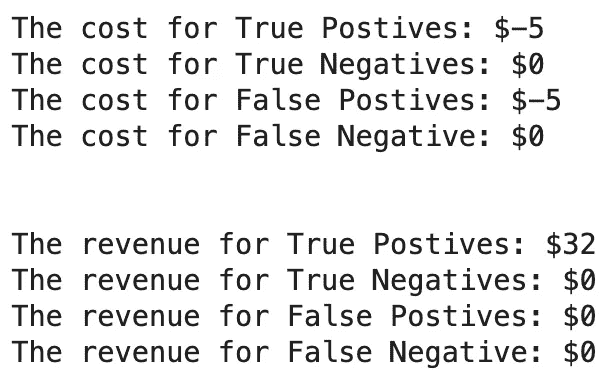 The cost for True Postives: $-5
The cost for True Negatives: $0
The cost for False Postives: $-5
The cost for False Negative: $0
The revenue for True Postives: $32
The revenue for True Negatives: $0
The revenue for False Postives: $0
The revenue for False Negative: $0